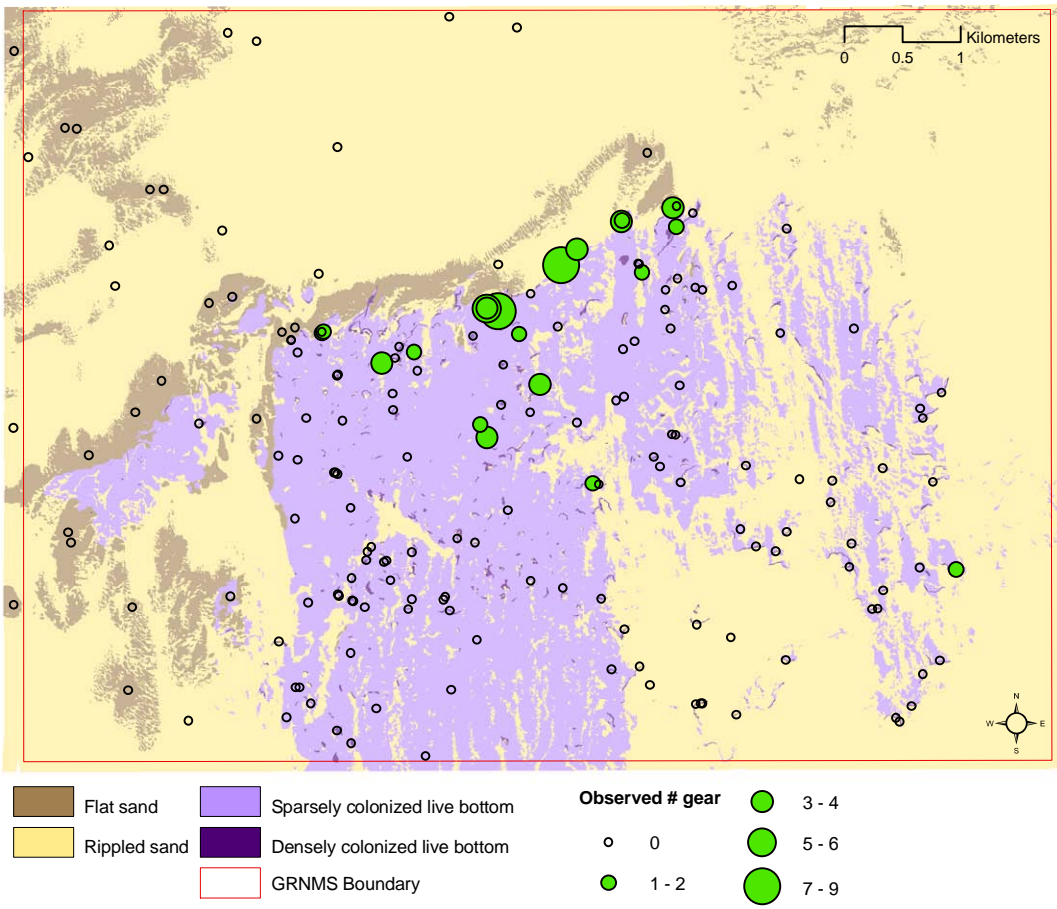 Kilometers
0 0.5 1
N
W E
S
Flat sand
Rippled sand
Sparsely colonized live bottom
Densely colonized live bottom
GRNMS Boundary
Observed # gear
0
1 - 2
3 - 4
5 - 6
7 - 9